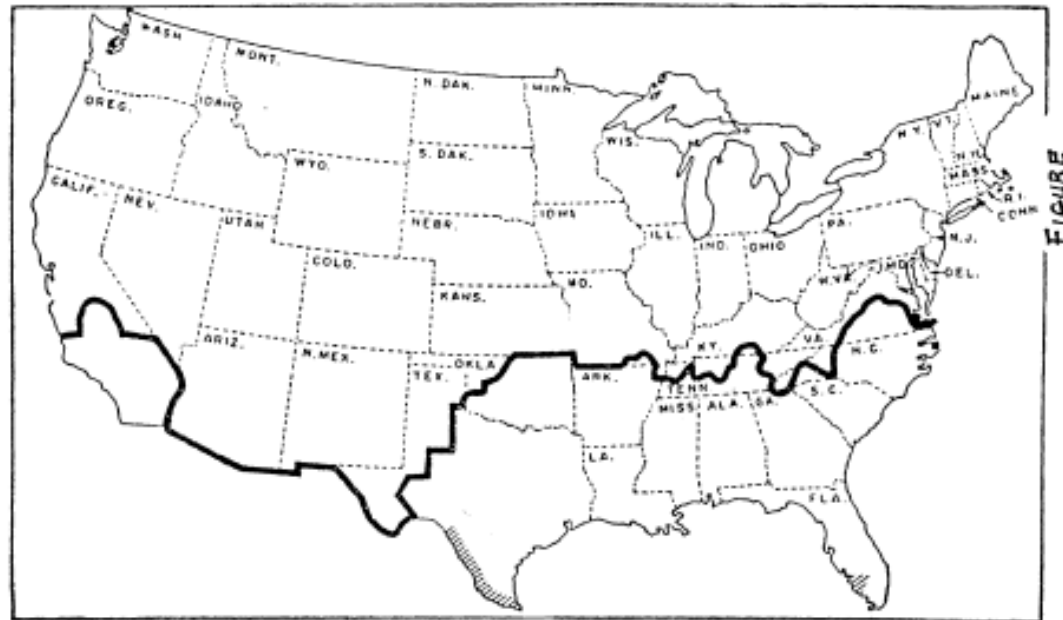 WASH
MONT.
N. DAK.
MINN.
MAINE
OREG.
IDAHO
WIS.
N.Y.
V.T.
N.H.
S. DAK.
WYO.
MASS
R.I.
CONN
FIGURE
CALIF.
NEV.
UTAH
NEBR.
IOWA
ILL.
IND.
OHIO
PA.
N.J.
COLO.
KANS.
MO.
W.VA
MD.
DEL.
ARIZ.
N.MEX.
TEX.
OKLA
ARK.
KY.
VA.
N.C.
TENN
MISS
ALA.
GA.
S.C.
LA.
FLA.